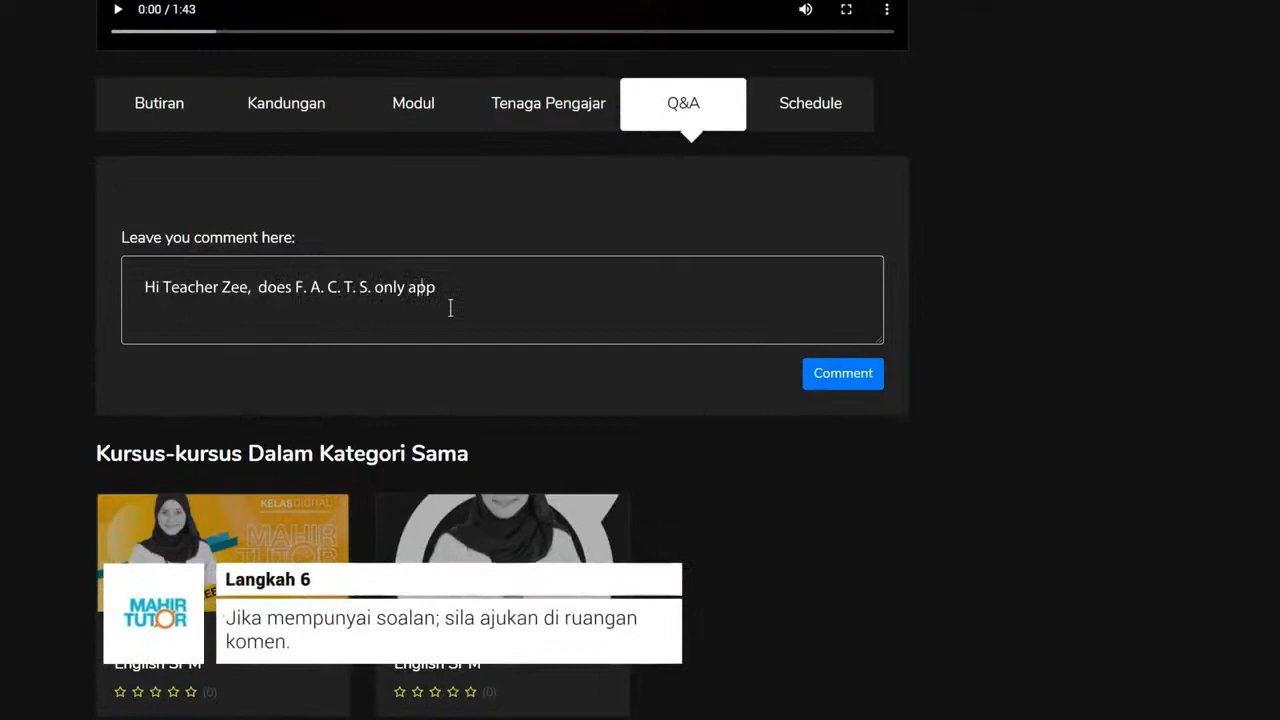 0:00 / 1:43
Butiran
Kandungan
Modul
Tenaga Pengajar
Q&A
Schedule
Leave you comment here:
Hi Teacher Zee,  does F. A. C. T. S. only app
Comment
Kursus-kursus Dalam Kategori Sama
KELASDIGITAL
MAHIR
TUTOR
Langkah 6
MAHIR
TUTOR
Jika mempunyai soalan; sila ajukan di ruangan
komen.
English SPM
English SPM
(0)
(0)